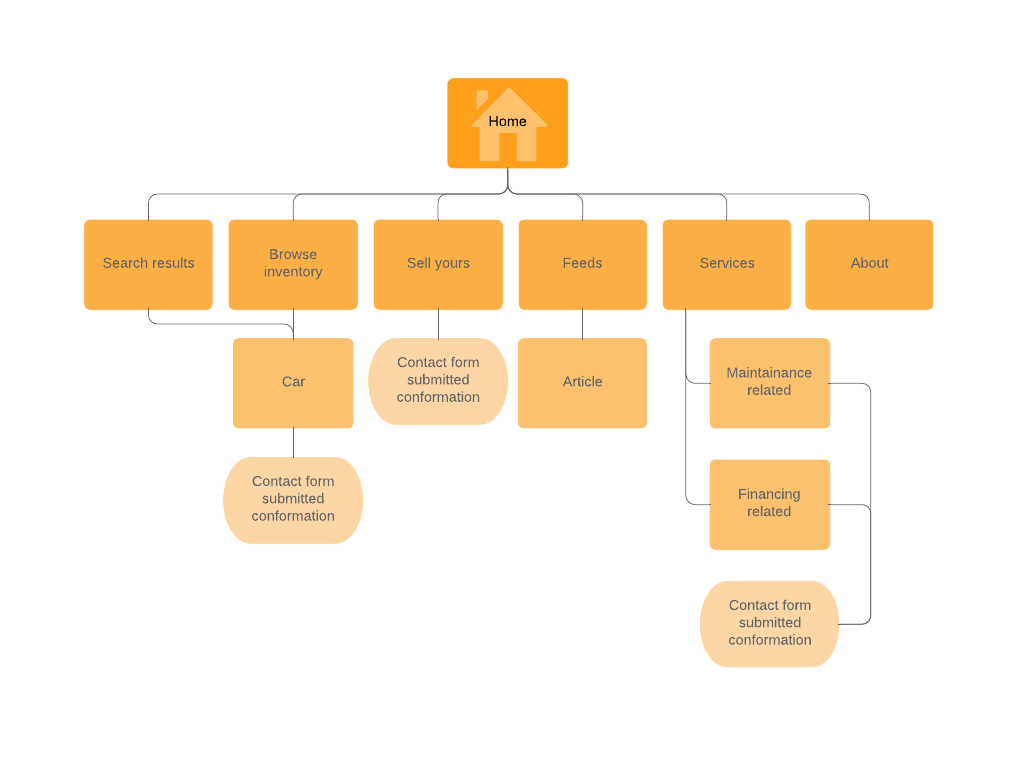 Home
Search results
Browse
inventory
Sell yours
Feeds
Services
About
Car
Contact form
submitted
conformation
Article
Maintainance
related
Contact form
submitted
conformation
Financing
related
Contact form
submitted
conformation